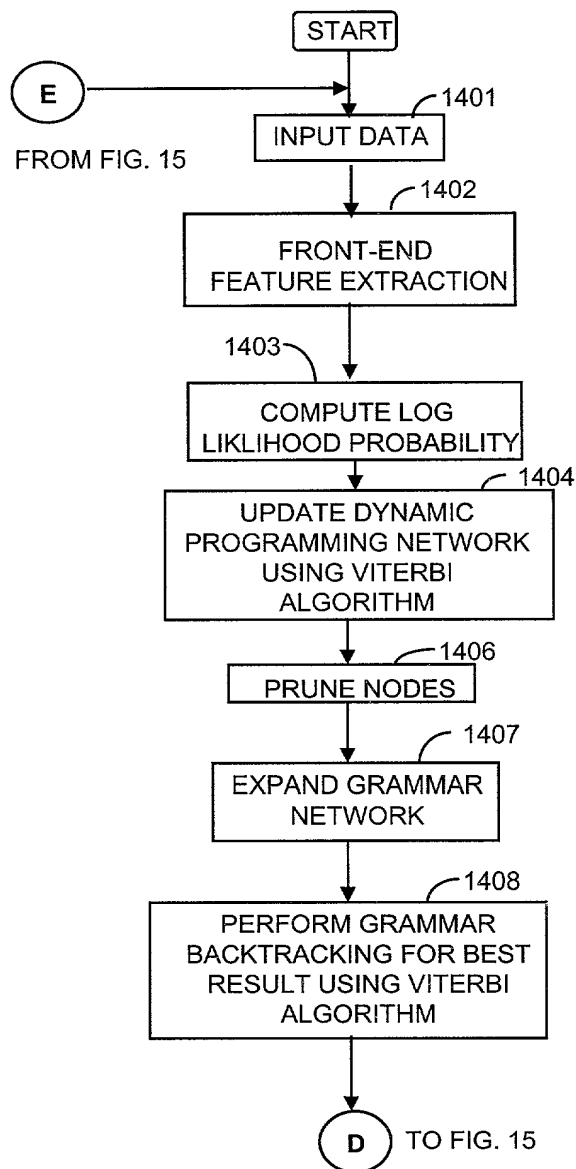 START
E
FROM FIG. 15
1401
INPUT DATA
1402
FRONT-END
FEATURE EXTRACTION
1403
COMPUTE LOG
LIKLIHOOD PROBABILITY
1404
UPDATE DYNAMIC
PROGRAMMING NETWORK
USING VITERBI
ALGORITHM
1406
PRUNE NODES
1407
EXPAND GRAMMAR
NETWORK
1408
PERFORM GRAMMAR
BACKTRACKING FOR BEST
RESULT USING VITERBI
ALGORITHM
D TO FIG. 15